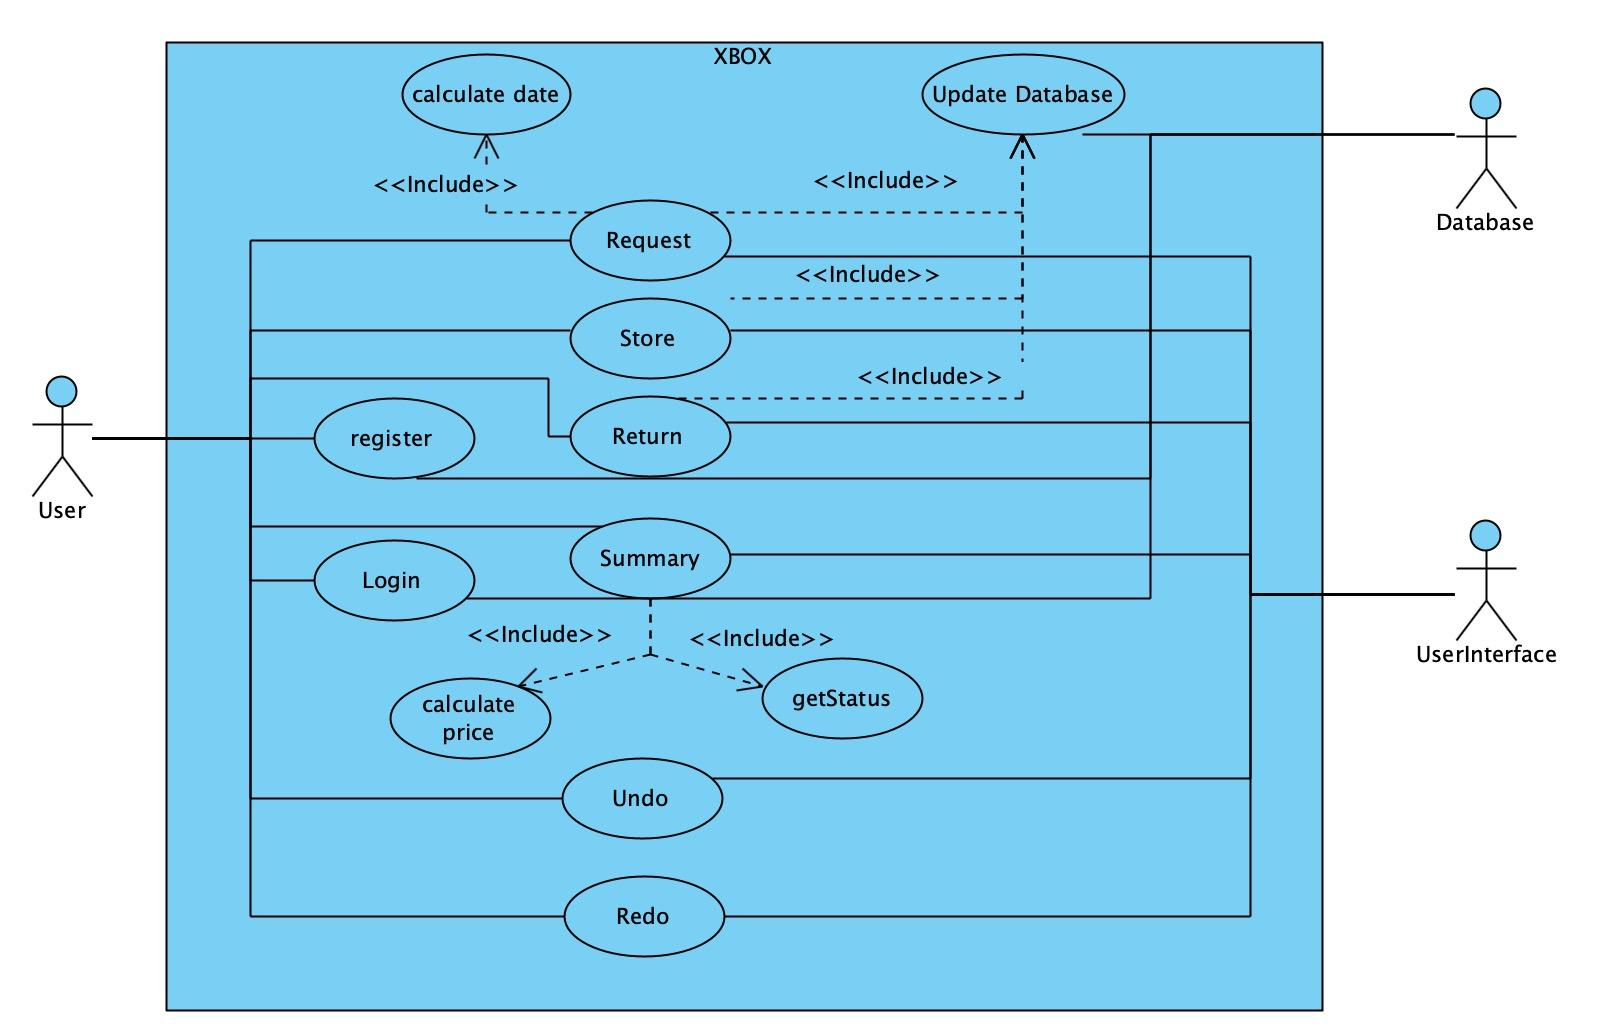 XBOX
calculate date
Update Database
<<Include>>
<<Include>>
Database
Request
<<Include>>
Store
<<Include>>
register
Return
User
Summary
Login
<<Include>>
<<Include>>
UserInterface
calculate
price
getStatus
Undo
Redo